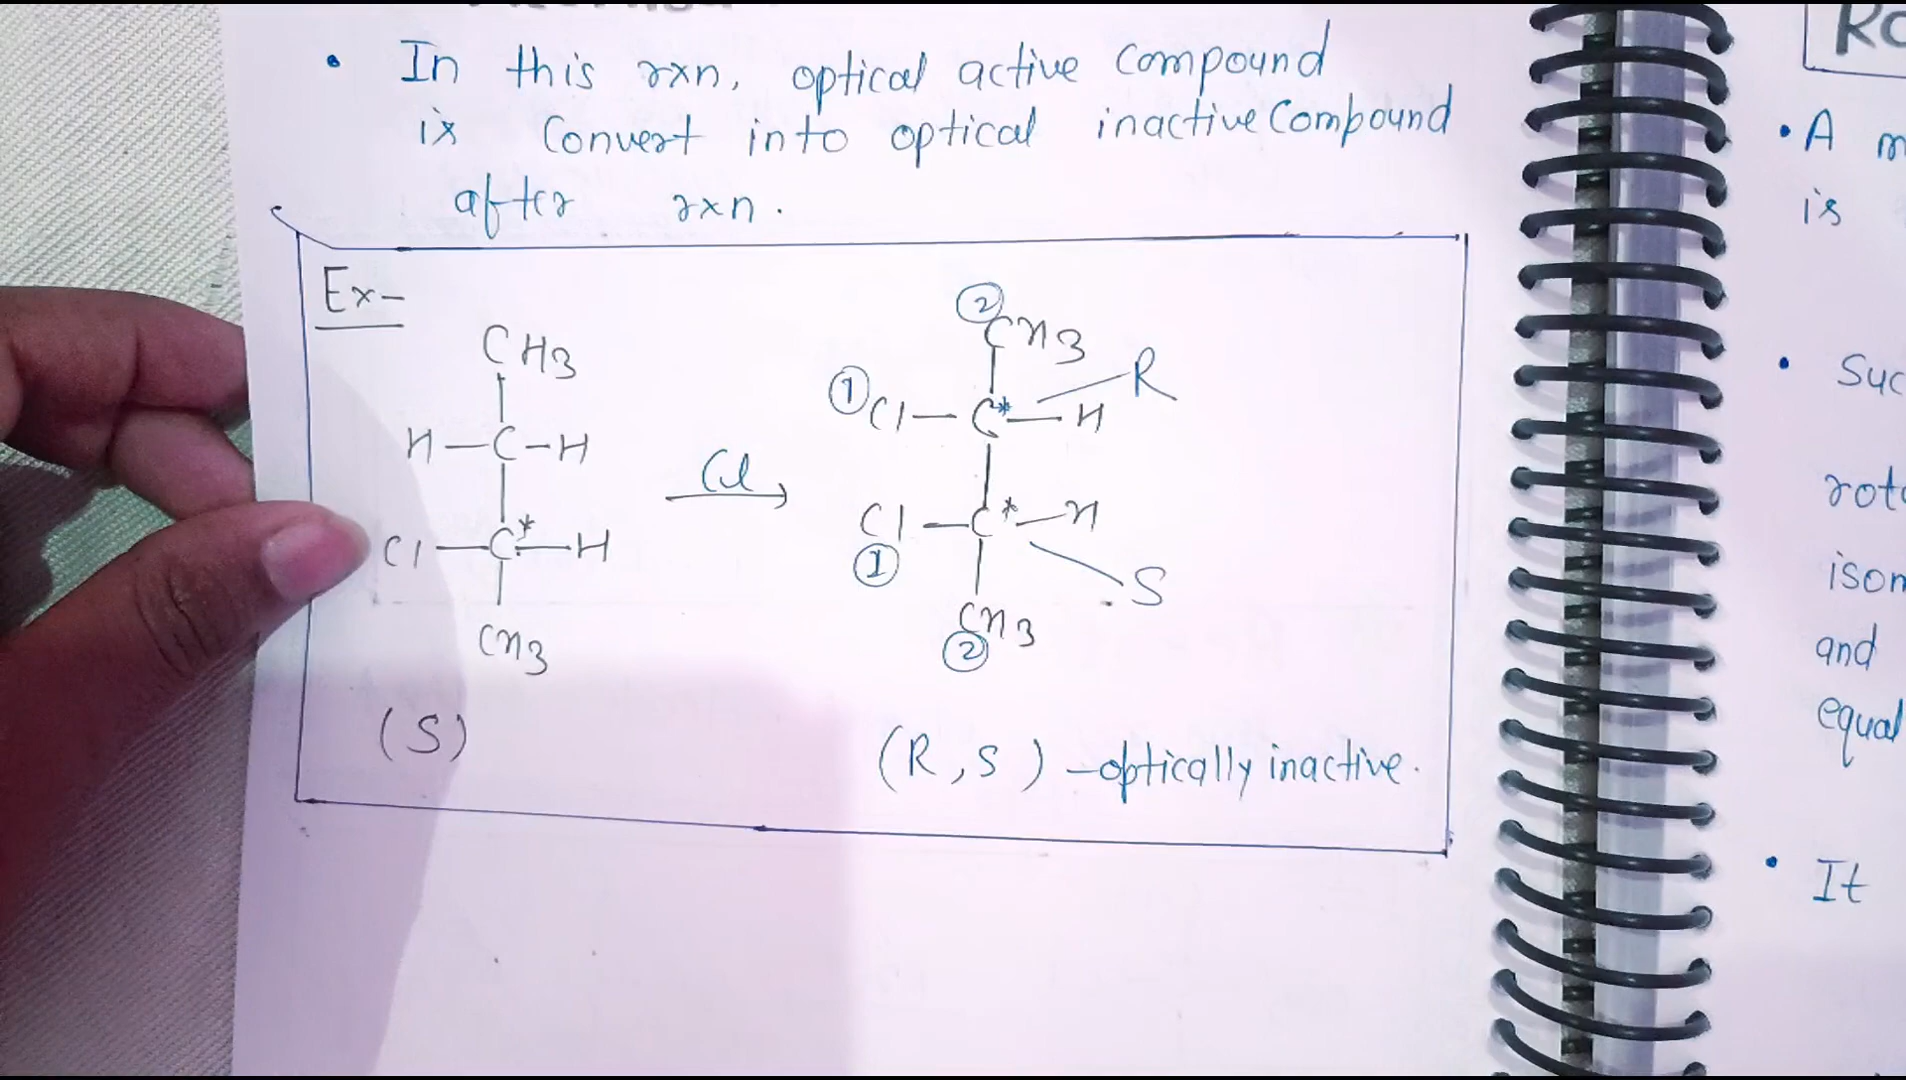 • In this rxn, optical active compound
is convert into optical inactive compound
after rxn.
Ex-
CH3
H-C-H
Cl-C*-H
CH3
(S)
Cl
②
CH3
① Cl-C*-H R
Cl-C*-H
① S
CH3
②
(R,S) - optically inactive.
• A m
is
• Suc
rot
ison
and
equal
• It